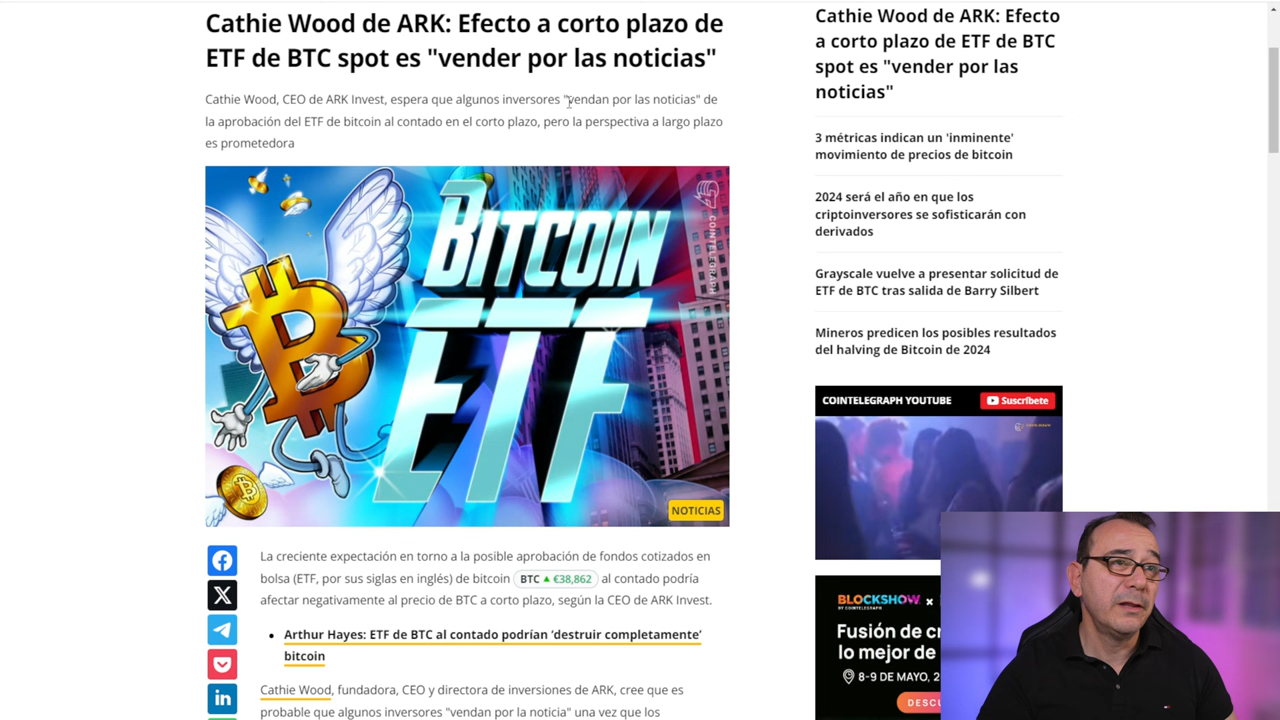 Cathie Wood de ARK: Efecto a corto plazo de
ETF de BTC spot es "vender por las noticias"
Cathie Wood, CEO de ARK Invest, espera que algunos inversores "vendan por las noticias" de
la aprobación del ETF de bitcoin al contado en el corto plazo, pero la perspectiva a largo plazo
es prometedora
BITCOIN
ETF
COINTELEGRAPH
NOTICIAS
La creciente expectación en torno a la posible aprobación de fondos cotizados en
bolsa (ETF, por sus siglas en inglés) de bitcoin BTC ▲ €38,862 al contado podría
afectar negativamente al precio de BTC a corto plazo, según la CEO de ARK Invest.
• Arthur Hayes: ETF de BTC al contado podrían ‘destruir completamente’
bitcoin
Cathie Wood, fundadora, CEO y directora de inversiones de ARK, cree que es
probable que algunos inversores "vendan por la noticia" una vez que los
Cathie Wood de ARK: Efecto
a corto plazo de ETF de BTC
spot es "vender por las
noticias"
3 métricas indican un 'inminente'
movimiento de precios de bitcoin
2024 será el año en que los
criptoinversores se sofisticarán con
derivados
Grayscale vuelve a presentar solicitud de
ETF de BTC tras salida de Barry Silbert
Mineros predicen los posibles resultados
del halving de Bitcoin de 2024
COINTELEGRAPH YOUTUBE
Suscríbete
BLOCKSHOW ×
BY COINTELEGRAPH
Fusión de cr
lo mejor de
8-9 DE MAYO, 2
DESCU